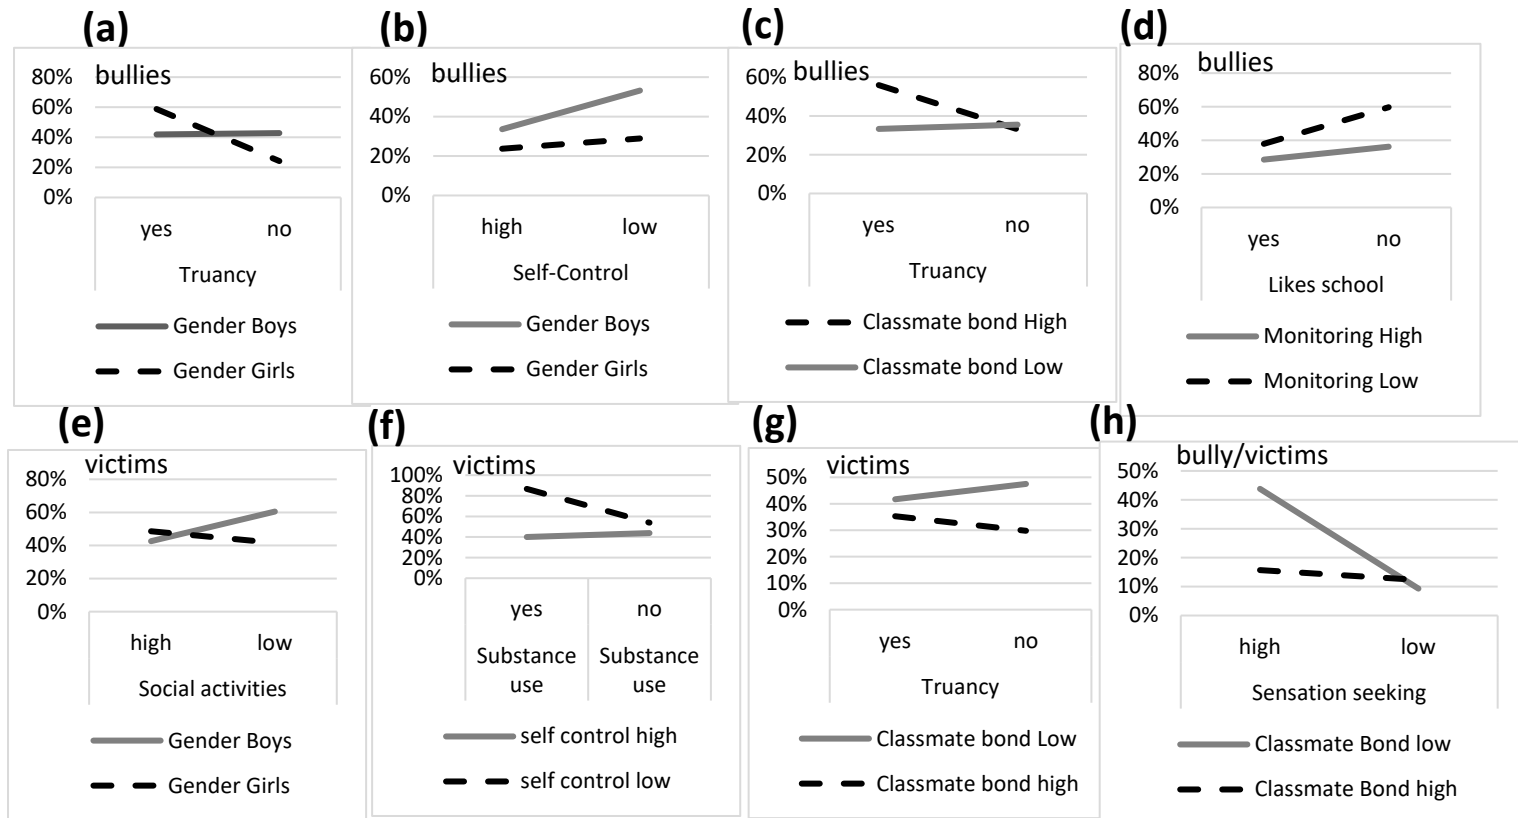 (a)
bullies
80%
60%
40%
20%
0%
yes no
Truancy
Gender Boys
Gender Girls
(b)
bullies
60%
40%
20%
0%
high low
Self-Control
Gender Boys
Gender Girls
(c)
bullies
60%
40%
20%
0%
yes no
Truancy
Classmate bond High
Classmate bond Low
(d)
bullies
80%
60%
40%
20%
0%
yes no
Likes school
Monitoring High
Monitoring Low
(e)
victims
80%
60%
40%
20%
0%
high low
Social activities
Gender Boys
Gender Girls
(f)
victims
100%
80%
60%
40%
20%
0%
yes no
Substance Substance
use use
self control high
self control low
(g)
victims
50%
40%
30%
20%
10%
0%
yes no
Truancy
Classmate bond Low
Classmate bond high
(h)
bully/victims
50%
40%
30%
20%
10%
0%
high low
Sensation seeking
Classmate Bond low
Classmate Bond high